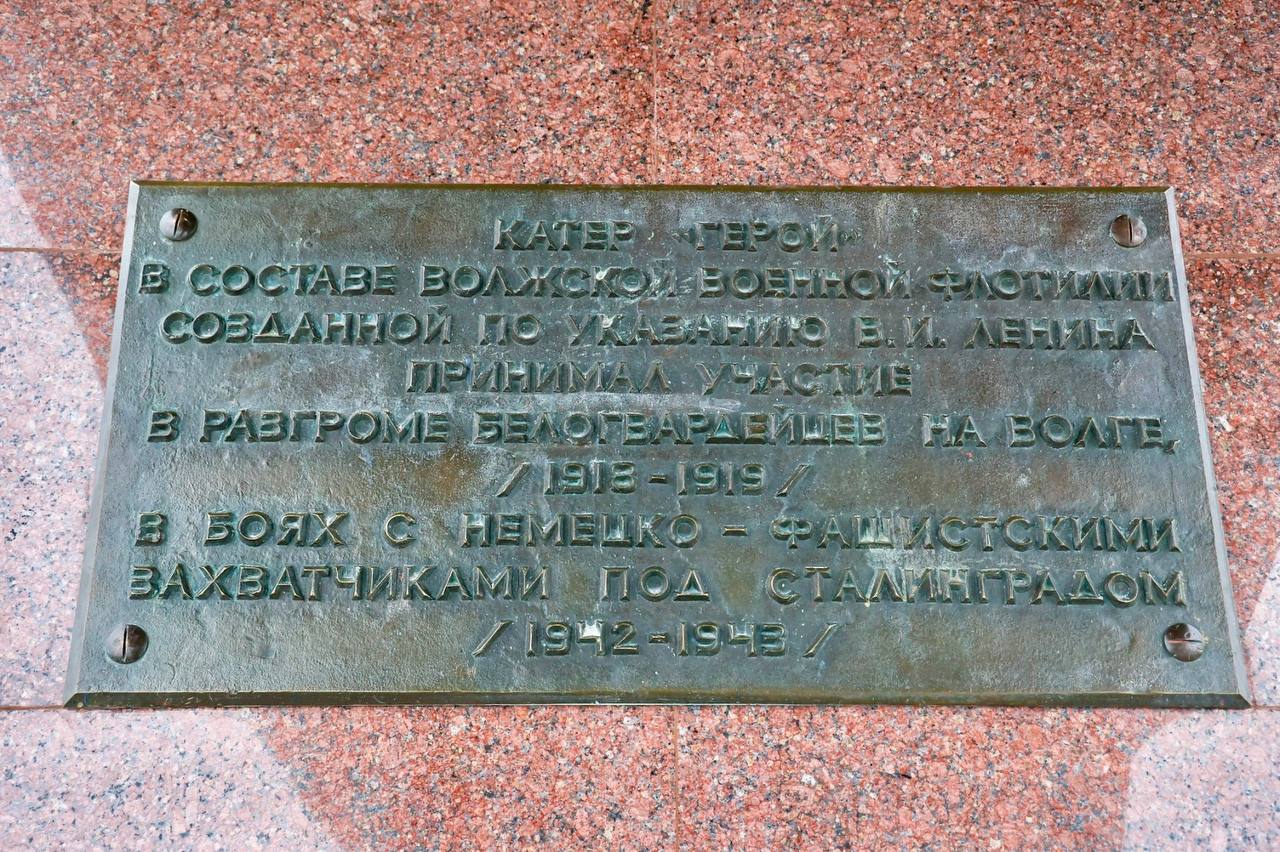 КАТЕР «ГЕРОЙ»
В СОСТАВЕ ВОЛЖСКОЙ ВОЕННОЙ ФЛОТИЛИИ
СОЗДАННОЙ ПО УКАЗАНИЮ В. И. ЛЕНИНА
ПРИНИМАЛ УЧАСТИЕ
В РАЗГРОМЕ БЕЛОГВАРДЕЙЦЕВ НА ВОЛГЕ,
/1918-1919/
В БОЯХ С НЕМЕЦКО - ФАШИСТСКИМИ
ЗАХВАТЧИКАМИ ПОД СТАЛИНГРАДОМ
/1942-1943/